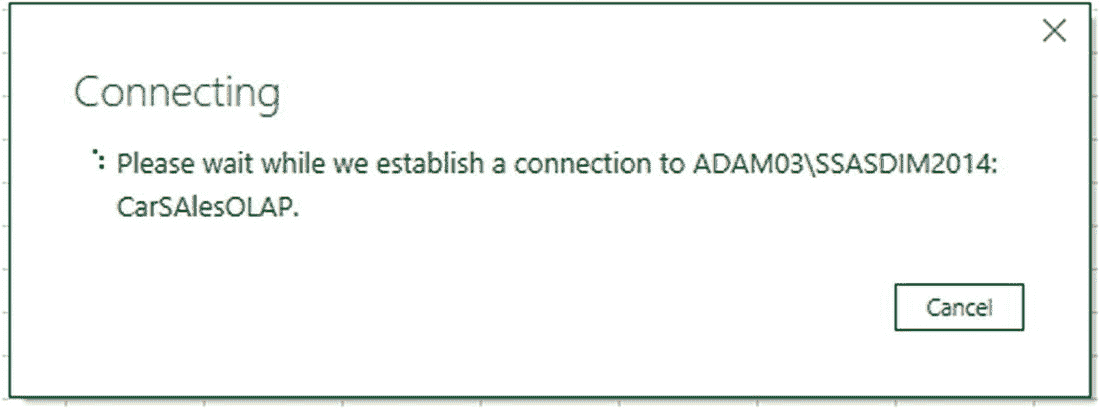 Connecting
Please wait while we establish a connection to ADAM03\SSASDIM2014:
CarSAlesOLAP.
Cancel